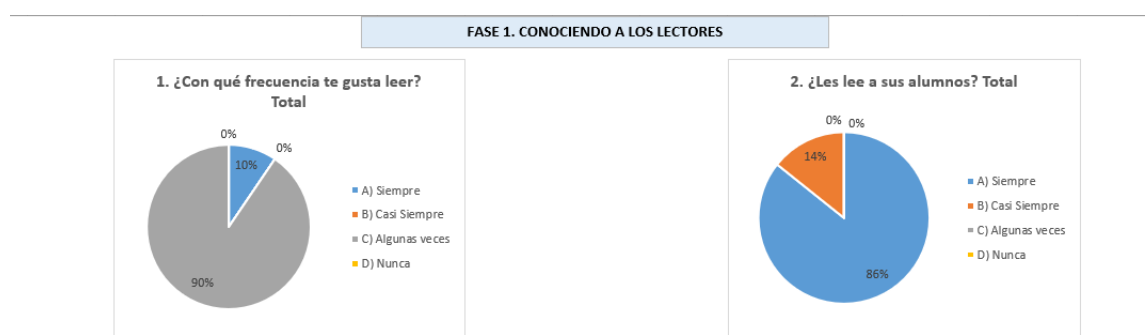 FASE 1. CONOCIENDO A LOS LECTORES
1. ¿Con qué frecuencia te gusta leer?
Total
0%
10%
0%
90%
A) Siempre
B) Casi Siempre
C) Algunas veces
D) Nunca
2. ¿Les lee a sus alumnos? Total
0% 0%
14%
86%
A) Siempre
B) Casi Siempre
C) Algunas veces
D) Nunca